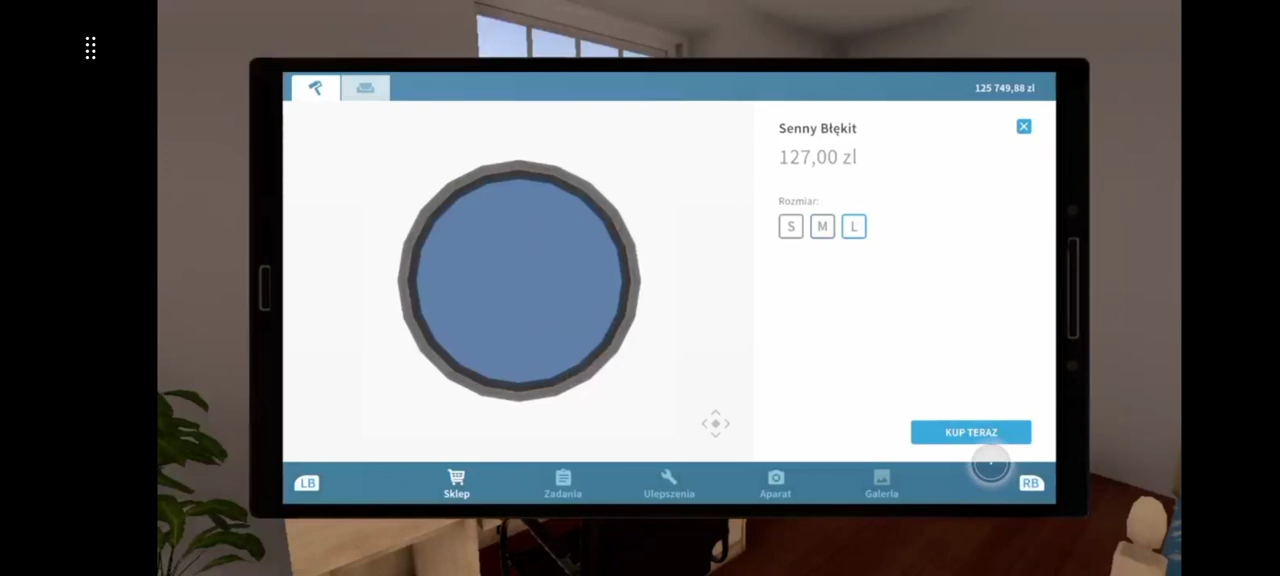 125 749,88 zl
Senny Błękit
127,00 zl
Rozmiar:
S M L
KUP TERAZ
LB
Sklep
Zadania
Ulepszenia
Aparat
Galeria
RB